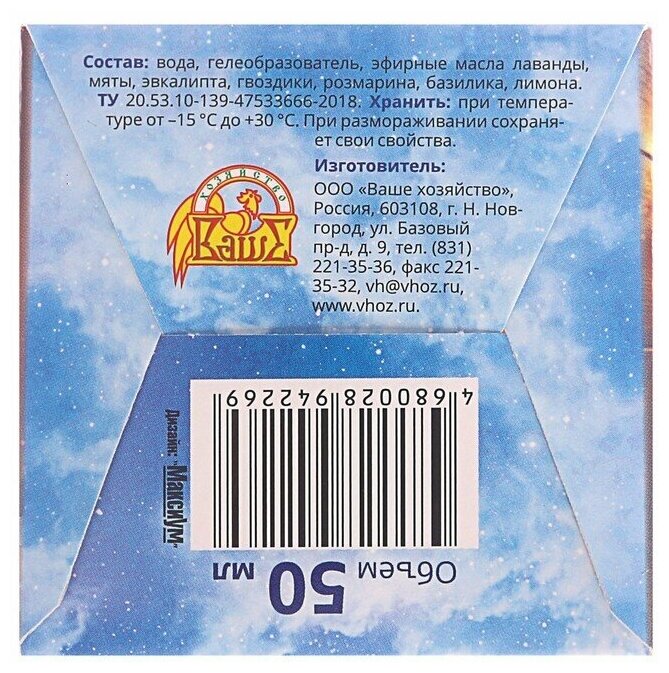 Состав: вода, гелеобразователь, эфирные масла лаванды,
мяты, эвкалипта, гвоздики, розмарина, базилика, лимона.
ТУ 20.53.10-139-47533666-2018. Хранить: при темпера-
туре от –15 °С до +30 °С. При размораживании сохраня-
ет свои свойства.
Изготовитель:
ООО «Ваше хозяйство»,
Россия, 603108, г. Н. Нов-
город, ул. Базовый
пр-д, д. 9, тел. (831)
221-35-36, факс 221-
35-32, vh@vhoz.ru,
www.vhoz.ru.
ХОЗЯЙСТВО
ВАШЕ
4 680028 942269
Дизайн: "Максиум"
Объем 50 мл